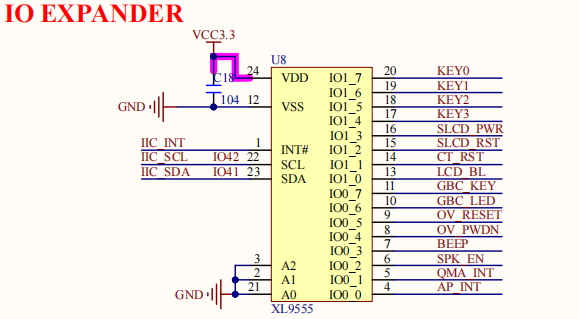 IO EXPANDER
VCC3.3
U8
C18
104
GND
24 VDD IO1_7 20 KEY0
IO1_6 19 KEY1
12 VSS IO1_5 18 KEY2
IO1_4 17 KEY3
IO1_3 16 SLCD_PWR
IIC_INT 1 INT# IO1_2 15 SLCD_RST
IIC_SCL IO42 22 SCL IO1_1 14 CT_RST
IIC_SDA IO41 23 SDA IO1_0 13 LCD_BL
IO0_7 11 GBC_KEY
IO0_6 10 GBC_LED
IO0_5 9 OV_RESET
IO0_4 8 OV_PWDN
IO0_3 7 BEEP
3 A2 IO0_2 6 SPK_EN
2 A1 IO0_1 5 QMA_INT
GND 21 A0 IO0_0 4 AP_INT
XL9555